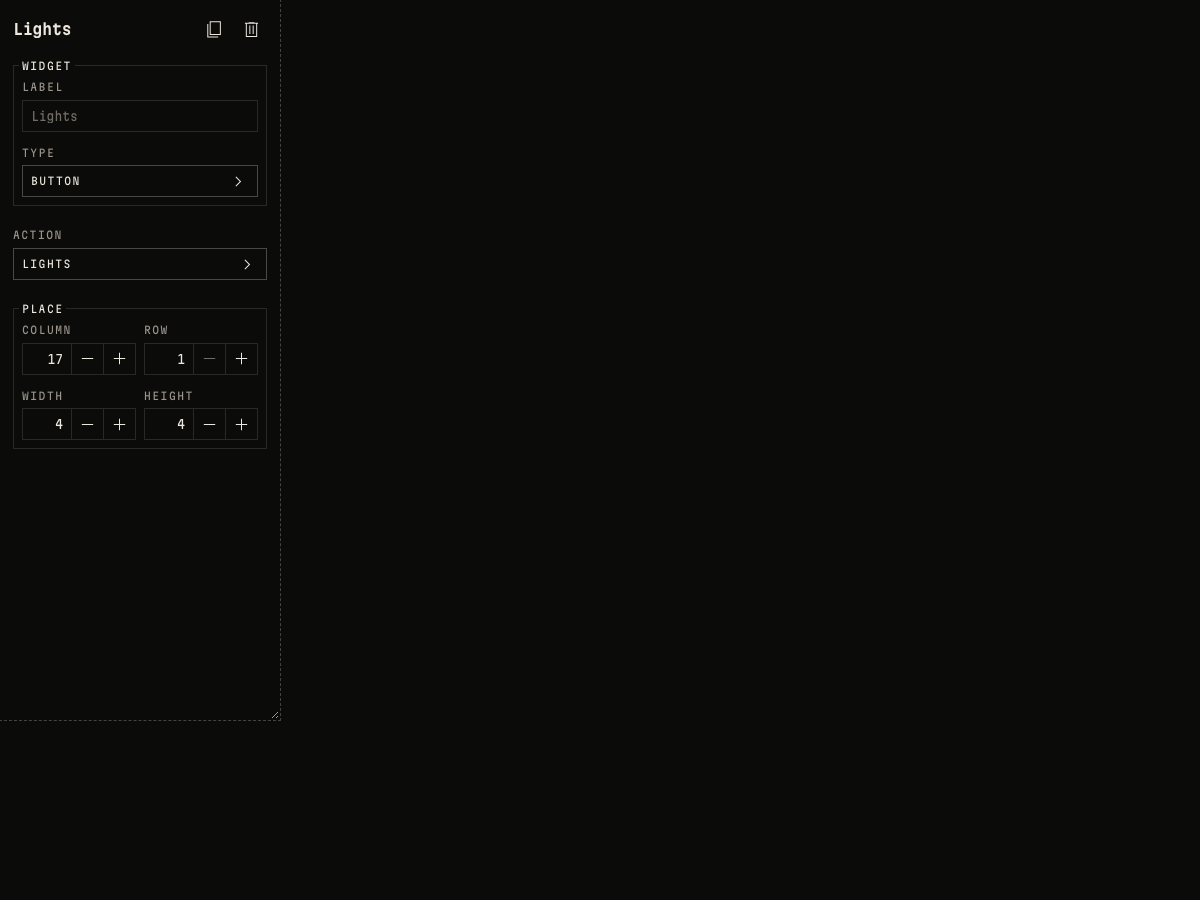 Lights
WIDGET
LABEL
Lights
TYPE
BUTTON
ACTION
LIGHTS
PLACE
COLUMN ROW
17 1
WIDTH HEIGHT
4 4